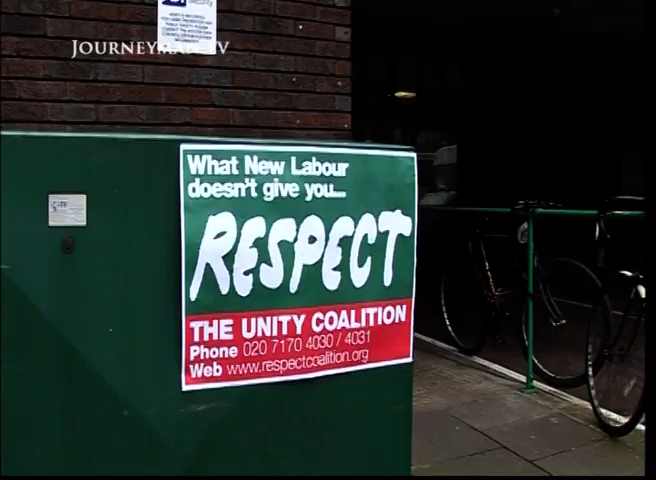 JOURNEYMAN.TV
What New Labour
doesn't give you...
RESPECT
THE UNITY COALITION
Phone 020 7170 4030 / 4031
Web www.respectcoalition.org